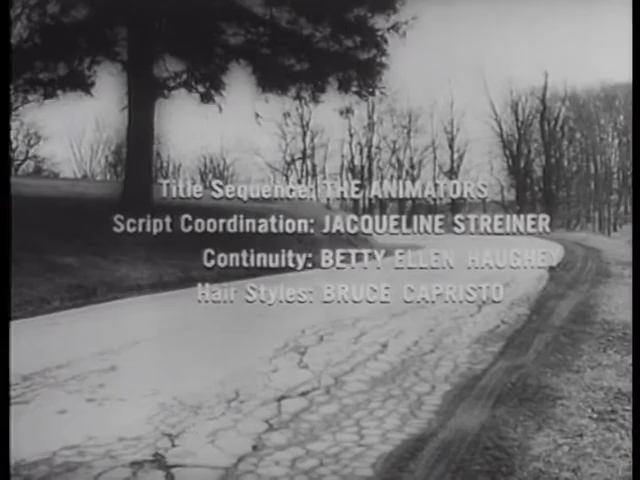 Title Sequence: THE ANIMATORS
Script Coordination: JACQUELINE STREINER
Continuity: BETTY ELLEN HAUGHEY
Hair Styles: BRUCE CAPRISTO